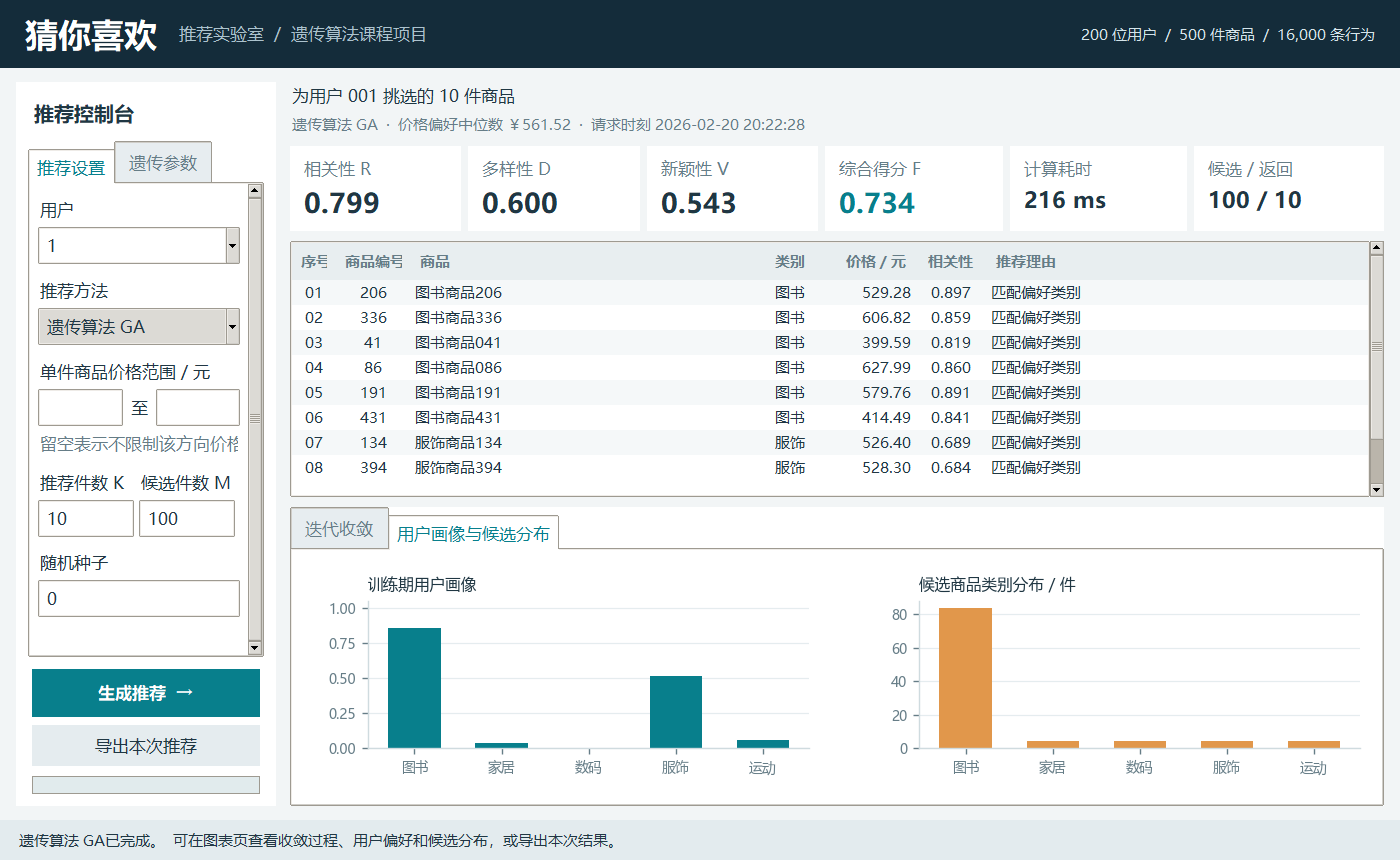 猜你喜欢 推荐实验室 / 遗传算法课程项目 200 位用户 / 500 件商品 / 16,000 条行为
推荐控制台
推荐设置 遗传参数
用户
1
推荐方法
遗传算法 GA
单件商品价格范围 / 元
至
留空表示不限制该方向价格
推荐件数 K 候选件数 M
10 100
随机种子
0
生成推荐 →
导出本次推荐
为用户 001 挑选的 10 件商品
遗传算法 GA · 价格偏好中位数 ¥561.52 · 请求时刻 2026-02-20 20:22:28
相关性 R 多样性 D 新颖性 V 综合得分 F 计算耗时 候选 / 返回
0.799 0.600 0.543 0.734 216 ms 100 / 10
序号 商品编号 商品 类别 价格 / 元 相关性 推荐理由
01 206 图书商品206 图书 529.28 0.897 匹配偏好类别
02 336 图书商品336 图书 606.82 0.859 匹配偏好类别
03 41 图书商品041 图书 399.59 0.819 匹配偏好类别
04 86 图书商品086 图书 627.99 0.860 匹配偏好类别
05 191 图书商品191 图书 579.76 0.891 匹配偏好类别
06 431 图书商品431 图书 414.49 0.841 匹配偏好类别
07 134 服饰商品134 服饰 526.40 0.689 匹配偏好类别
08 394 服饰商品394 服饰 528.30 0.684 匹配偏好类别
迭代收敛 用户画像与候选分布
训练期用户画像
1.00
0.75
0.50
0.25
0.00
图书 家居 数码 服饰 运动
候选商品类别分布 / 件
80
60
40
20
0
图书 家居 数码 服饰 运动
遗传算法 GA已完成。 可在图表页查看收敛过程、用户偏好和候选分布，或导出本次结果。